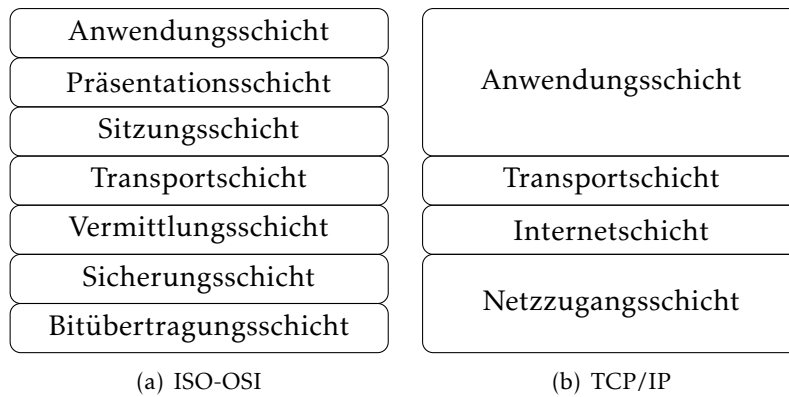 Anwendungsschicht
Präsentationsschicht
Sitzungsschicht
Transportschicht
Vermittlungsschicht
Sicherungsschicht
Bitübertragungsschicht
(a) ISO-OSI
Anwendungsschicht
Transportschicht
Internetschicht
Netzzugangsschicht
(b) TCP/IP